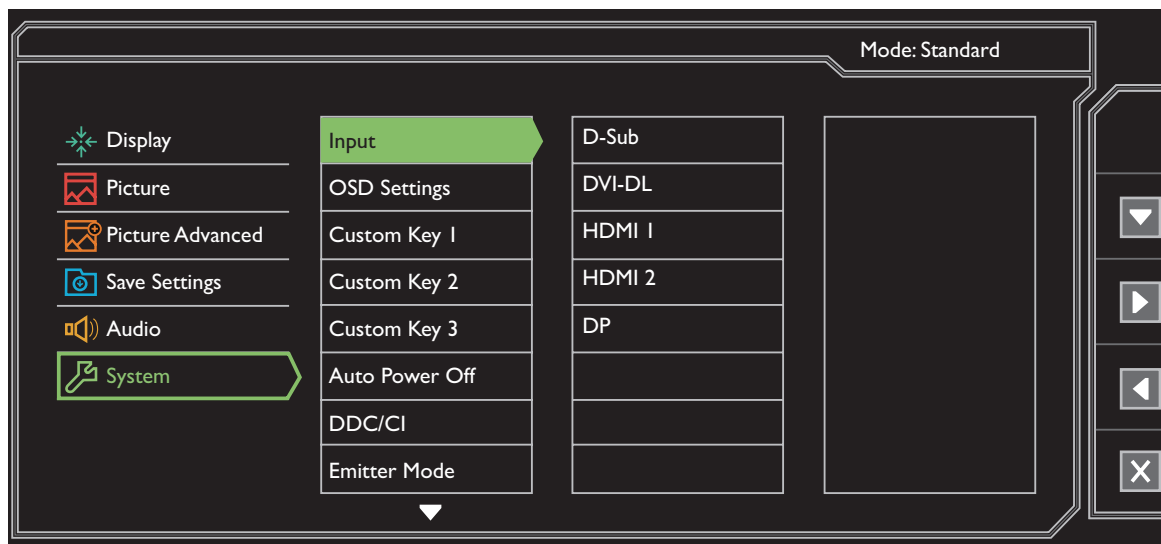 Mode: Standard
Display
Picture
Picture Advanced
Save Settings
Audio
System
Input
OSD Settings
Custom Key 1
Custom Key 2
Custom Key 3
Auto Power Off
DDC/CI
Emitter Mode
D-Sub
DVI-DL
HDMI 1
HDMI 2
DP